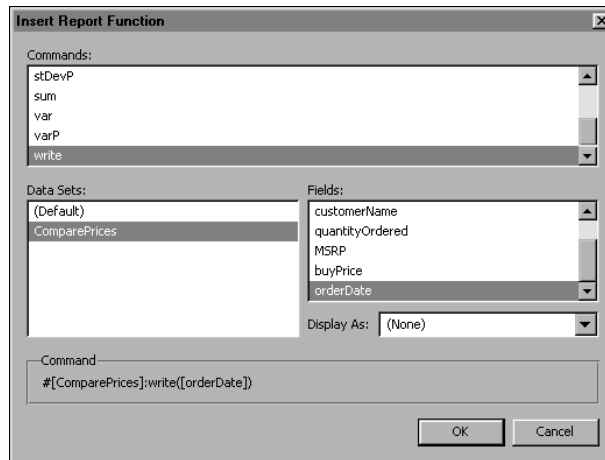 Insert Report Function
Commands:
stDevP
sum
var
varP
write
Data Sets:
(Default)
ComparePrices
Fields:
customerName
quantityOrdered
MSRP
buyPrice
orderDate
Display As: (None)
Command
#[ComparePrices]:write([orderDate])
OK Cancel